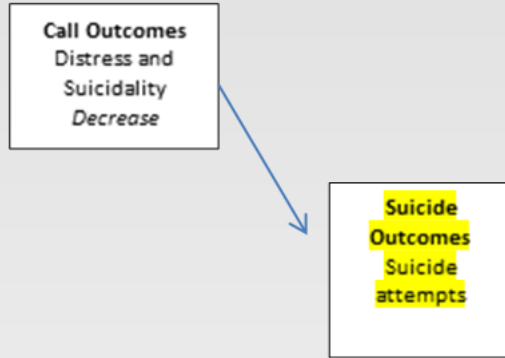 Call Outcomes
Distress and
Suicidality
Decrease
Suicide
Outcomes
Suicide
attempts